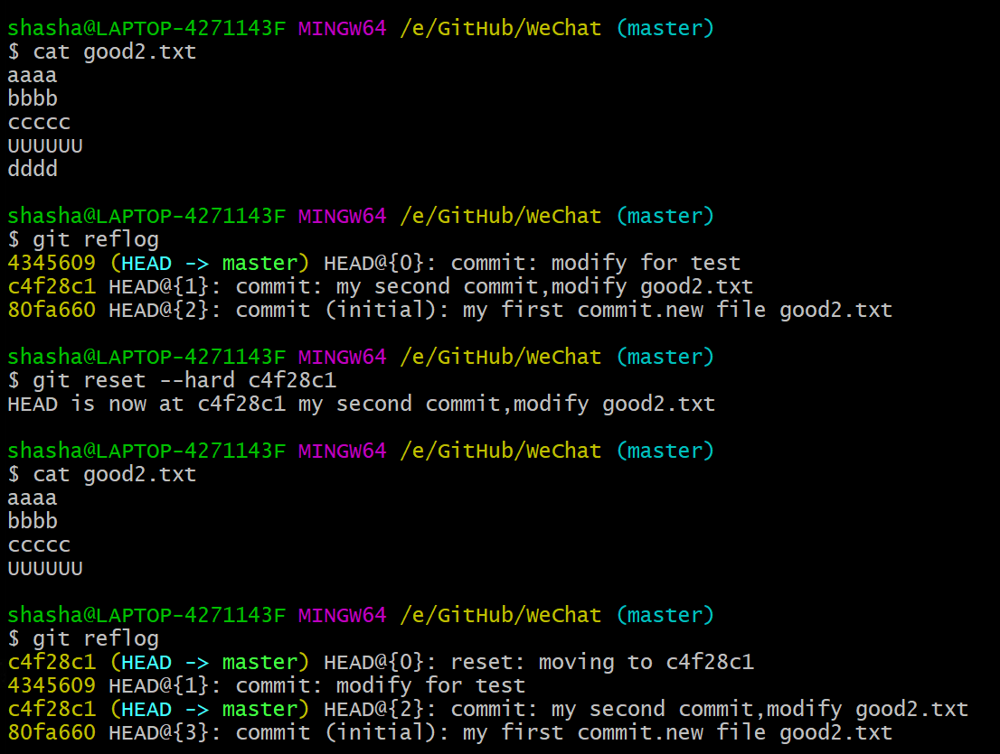 shasha@LAPTOP-4271143F MINGW64 /e/GitHub/WeChat (master)
$ cat good2.txt
aaaa
bbbb
ccccc
UUUUUU
dddd
shasha@LAPTOP-4271143F MINGW64 /e/GitHub/WeChat (master)
$ git reflog
4345609 (HEAD -> master) HEAD@{0}: commit: modify for test
c4f28c1 HEAD@{1}: commit: my second commit,modify good2.txt
80fa660 HEAD@{2}: commit (initial): my first commit.new file good2.txt
shasha@LAPTOP-4271143F MINGW64 /e/GitHub/WeChat (master)
$ git reset --hard c4f28c1
HEAD is now at c4f28c1 my second commit,modify good2.txt
shasha@LAPTOP-4271143F MINGW64 /e/GitHub/WeChat (master)
$ cat good2.txt
aaaa
bbbb
ccccc
UUUUUU
shasha@LAPTOP-4271143F MINGW64 /e/GitHub/WeChat (master)
$ git reflog
c4f28c1 (HEAD -> master) HEAD@{0}: reset: moving to c4f28c1
4345609 HEAD@{1}: commit: modify for test
c4f28c1 (HEAD -> master) HEAD@{2}: commit: my second commit,modify good2.txt
80fa660 HEAD@{3}: commit (initial): my first commit.new file good2.txt